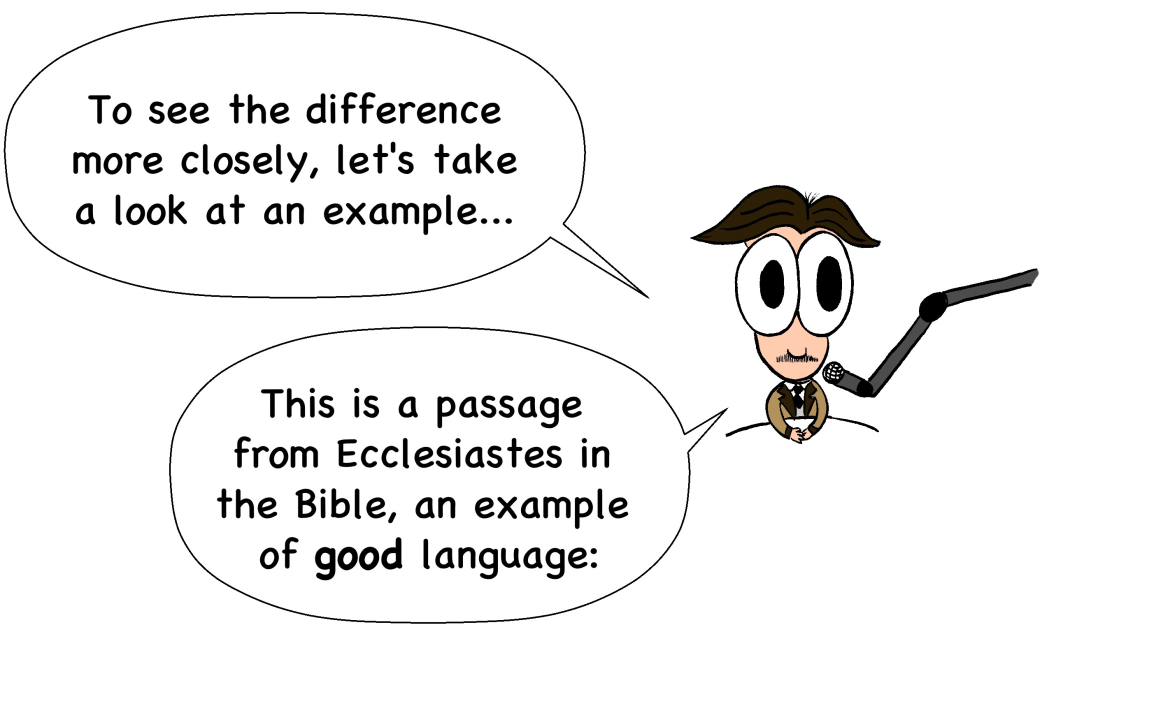 To see the difference
more closely, let's take
a look at an example...
This is a passage
from Ecclesiastes in
the Bible, an example
of good language: